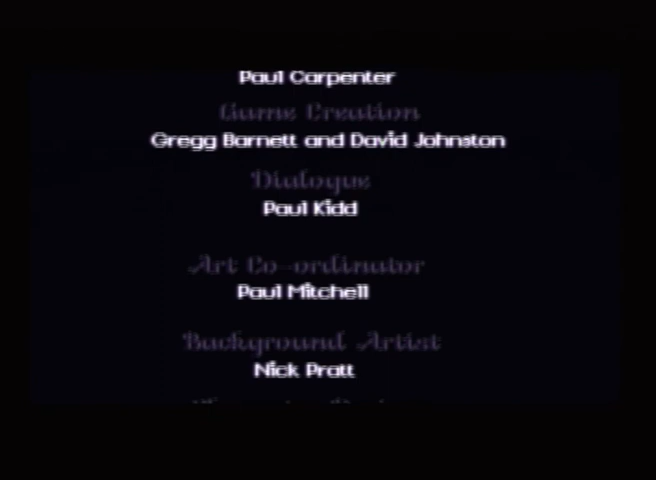 Paul Carpenter
Game Creation
Gregg Barnett and David Johnston
Dialogue
Paul Kidd
Art Co-ordinator
Paul Mitchell
Background Artist
Nick Pratt